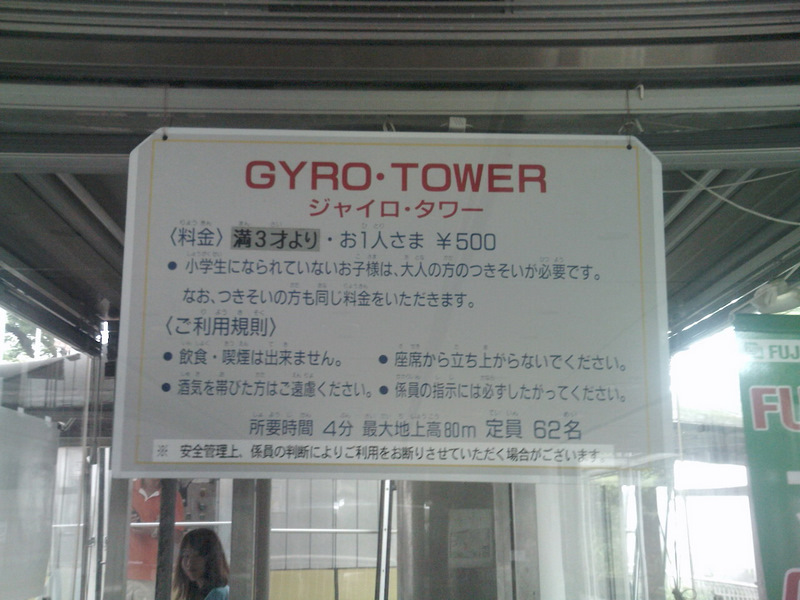 GYRO・TOWER
ジャイロ・タワー
〈料金〉 満3才より・お1人さま ¥500
● 小学生になられていないお子様は、大人の方のつきそいが必要です。
なお、つきそいの方も同じ料金をいただきます。
〈ご利用規則〉
● 飲食・喫煙は出来ません。 ● 座席から立ち上がらないでください。
● 酒気を帯びた方はご遠慮ください。 ● 係員の指示には必ずしたがってください。
所要時間 4分 最大地上高80m 定員 62名
※ 安全管理上、係員の判断によりご利用をお断りさせていただく場合がございます。
FUJ
FU